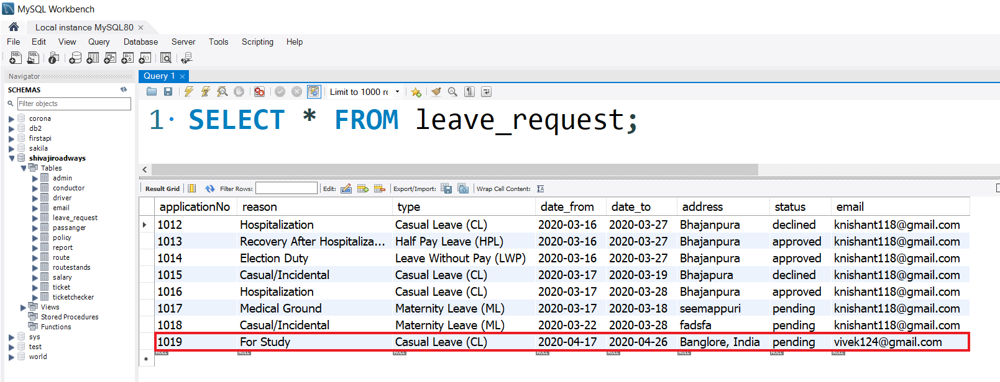 MySQL Workbench
Local instance MySQL80 ×
File Edit View Query Database Server Tools Scripting Help
Navigator
SCHEMAS
Filter objects
corona
db2
firstapi
sakila
shivajiroadways
Tables
admin
conductor
driver
email
leave_request
passanger
policy
report
route
routestands
salary
ticket
ticketchecker
Views
Stored Procedures
Functions
sys
test
world
Query 1 ×
Limit to 1000 rc
1 SELECT * FROM leave_request;
Result Grid Filter Rows: Edit: Export/Import: Wrap Cell Content:
applicationNo reason type date_from date_to address status email
1012 Hospitalization Casual Leave (CL) 2020-03-16 2020-03-27 Bhajanpura declined knishant118@gmail.com
1013 Recovery After Hospitaliza... Half Pay Leave (HPL) 2020-03-16 2020-03-27 Bhajanpura approved knishant118@gmail.com
1014 Election Duty Leave Without Pay (LWP) 2020-03-16 2020-03-27 Bhajanpura approved knishant118@gmail.com
1015 Casual/Incidental Casual Leave (CL) 2020-03-17 2020-03-19 Bhajapura declined knishant118@gmail.com
1016 Hospitalization Casual Leave (CL) 2020-03-17 2020-03-28 Bhajanpura approved knishant118@gmail.com
1017 Medical Ground Maternity Leave (ML) 2020-03-17 2020-03-18 seemappuri pending knishant118@gmail.com
1018 Casual/Incidental Maternity Leave (ML) 2020-03-22 2020-03-28 fadsfa pending knishant118@gmail.com
1019 For Study Casual Leave (CL) 2020-04-17 2020-04-26 Banglore, India pending vivek124@gmail.com
NULL NULL NULL NULL NULL NULL NULL NULL